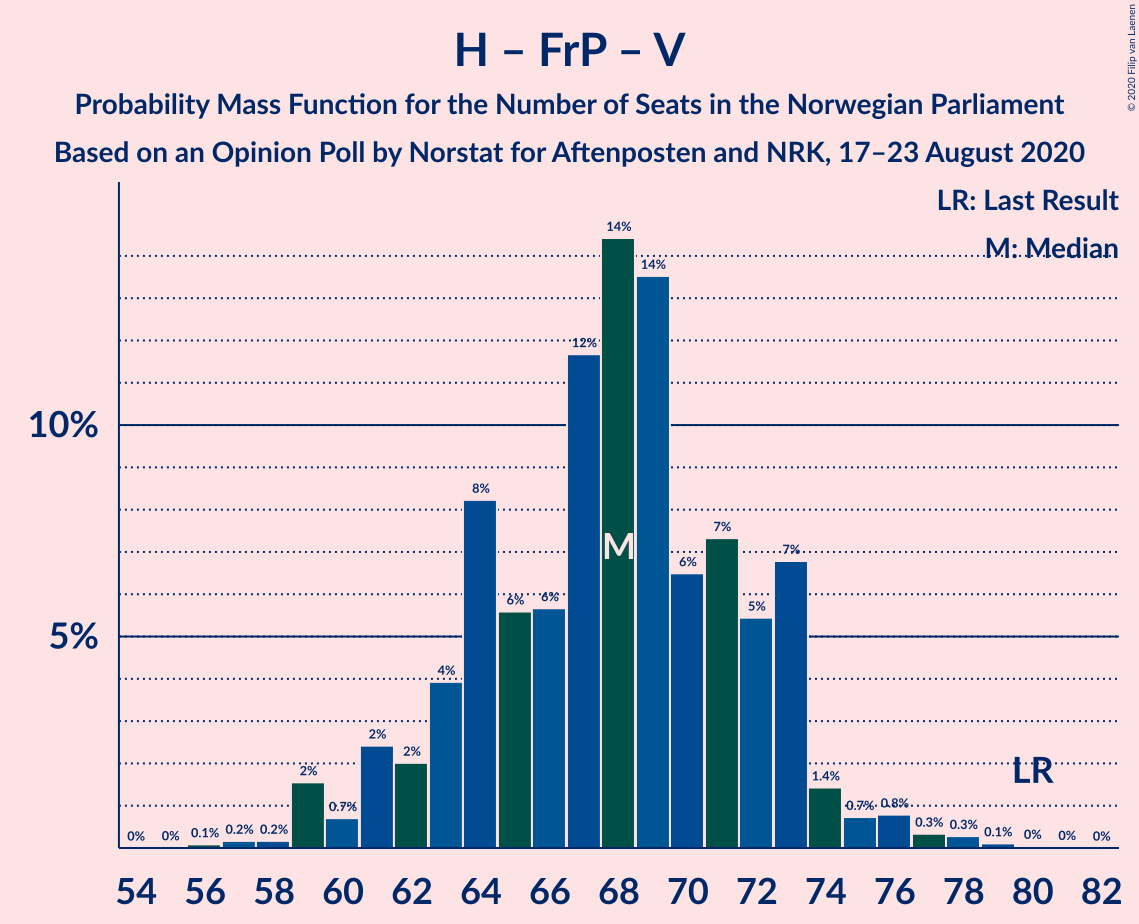 H – FrP – V
Probability Mass Function for the Number of Seats in the Norwegian Parliament
Based on an Opinion Poll by Norstat for Aftenposten and NRK, 17–23 August 2020
© 2020 Filip van Laenen
LR: Last Result
M: Median
10%
5%
0% 0% 0.1% 0.2% 0.2% 2% 0.7% 2% 2% 4% 8% 6% 6% 12% 14% 14% 6% 7% 5% 7% 1.4% 0.7% 0.8% 0.3% 0.3% 0.1% 0% 0% 0%
M
LR
54 56 58 60 62 64 66 68 70 72 74 76 78 80 82